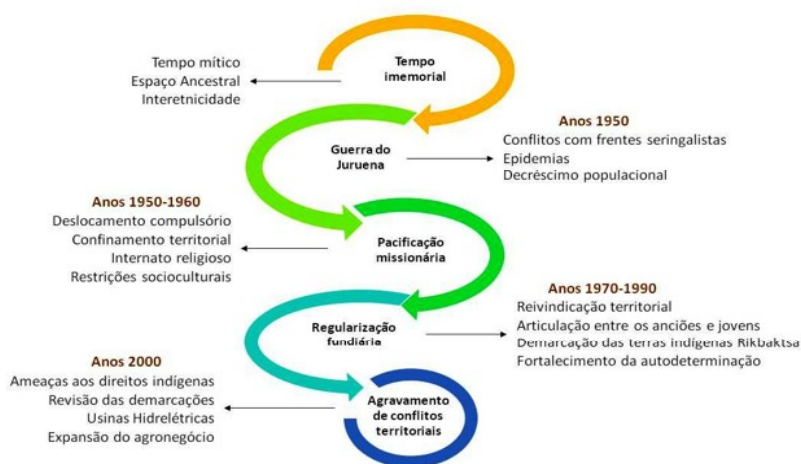 Tempo mítico
Espaço Ancestral
Interetnicidade
Tempo
imemorial
Guerra do
Juruena
Anos 1950
Conflitos com frentes seringalistas
Epidemias
Decréscimo populacional
Anos 1950-1960
Deslocamento compulsório
Confinamento territorial
Internato religioso
Restrições socioculturais
Pacificação
missionária
Regularização
fundiária
Anos 1970-1990
Reivindicação territorial
Articulação entre os anciões e jovens
Demarcação das terras indígenas Rikbaktsa
Fortalecimento da autodeterminação
Anos 2000
Ameaças aos direitos indígenas
Revisão das demarcações
Usinas Hidrelétricas
Expansão do agronegócio
Agravamento
de conflitos
territoriais